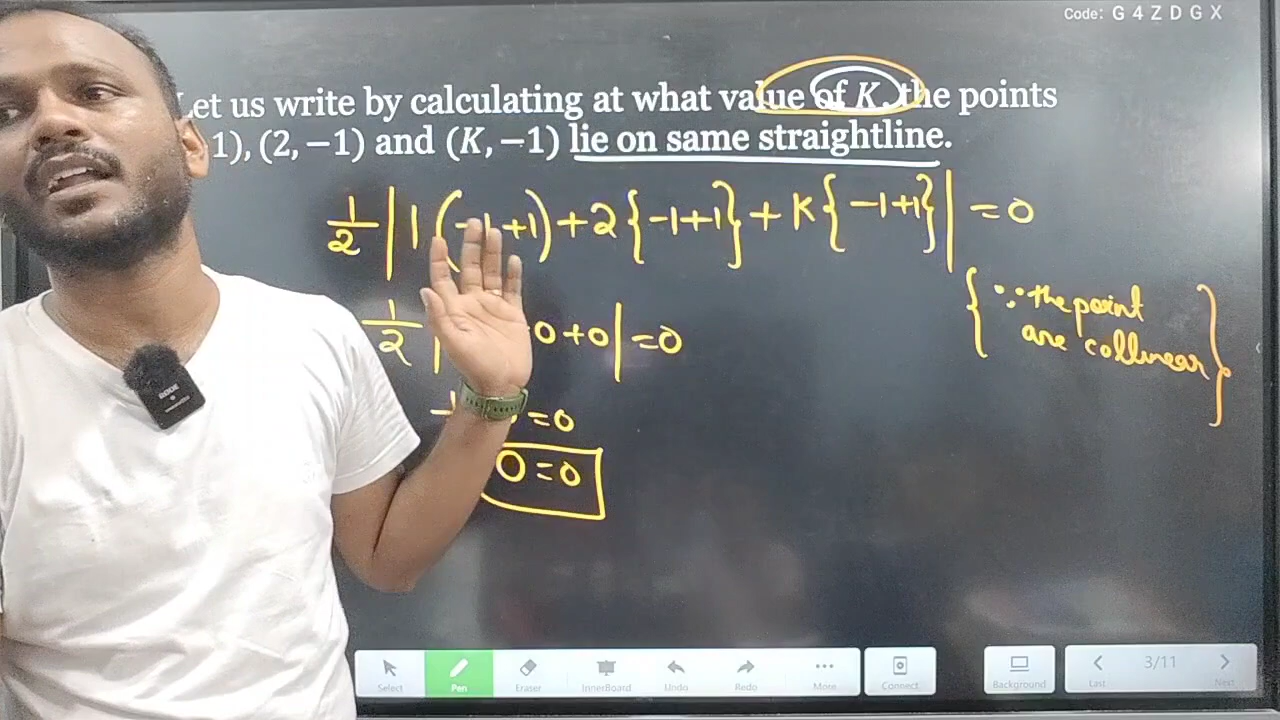 Code: G4ZDGX
Let us write by calculating at what value of K, the points
1), (2, −1) and (K, −1) lie on same straightline.
1/2 |1(-1+1)+2{-1+1}+K{-1+1}| =0
1/2 | 0+0| =0
{∵ the point
are collinear}
=0
0=0
Select Pen Eraser InnerBoard Undo Redo More Connect Background Last 3/11 Next